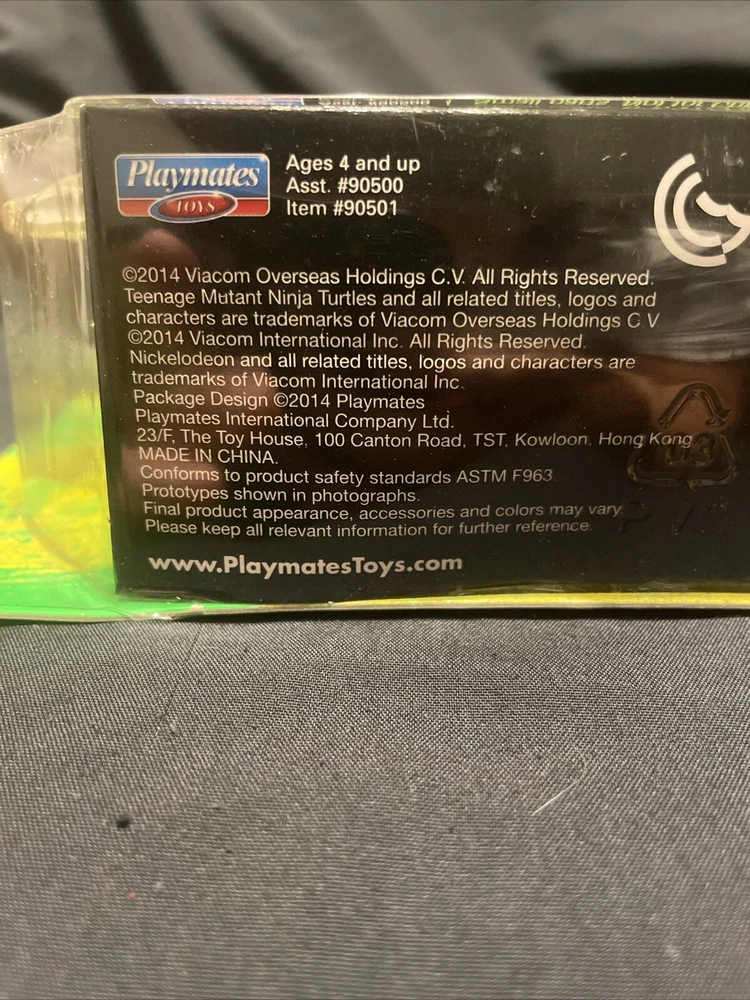 Playmates
TOYS
Ages 4 and up
Asst. #90500
Item #90501
©2014 Viacom Overseas Holdings C.V. All Rights Reserved.
Teenage Mutant Ninja Turtles and all related titles, logos and
characters are trademarks of Viacom Overseas Holdings C.V
©2014 Viacom International Inc. All Rights Reserved.
Nickelodeon and all related titles, logos and characters are
trademarks of Viacom International Inc.
Package Design ©2014 Playmates
Playmates International Company Ltd.
23/F, The Toy House, 100 Canton Road, TST, Kowloon, Hong Kong
MADE IN CHINA.
Conforms to product safety standards ASTM F963.
Prototypes shown in photographs.
Final product appearance, accessories and colors may vary
Please keep all relevant information for further reference.
www.PlaymatesToys.com